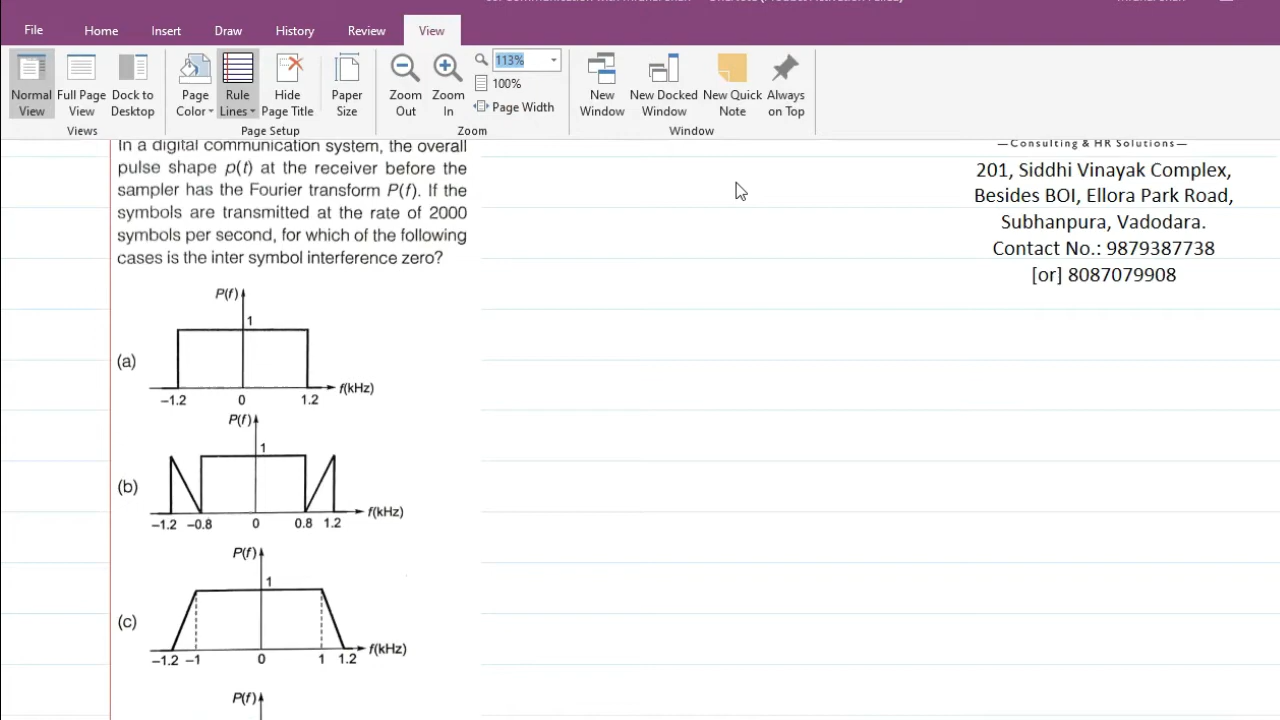 File Home Insert Draw History Review View
113%
100%
Page Width
Normal View
Full Page View
Dock to Desktop
Page Color
Rule Lines
Hide Page Title
Paper Size
Zoom Out
Zoom In
New Window
New Docked Window
New Quick Note
Always on Top
Views Page Setup Zoom Window
In a digital communication system, the overall
pulse shape p(t) at the receiver before the
sampler has the Fourier transform P(f). If the
symbols are transmitted at the rate of 2000
symbols per second, for which of the following
cases is the inter symbol interference zero?
—Consulting & HR Solutions—
201, Siddhi Vinayak Complex,
Besides BOI, Ellora Park Road,
Subhanpura, Vadodara.
Contact No.: 9879387738
[or] 8087079908
P(f)
1
(a)
f(kHz)
−1.2 0 1.2
P(f)
1
(b)
f(kHz)
−1.2 −0.8 0 0.8 1.2
P(f)
1
(c)
f(kHz)
−1.2 −1 0 1 1.2
P(f)